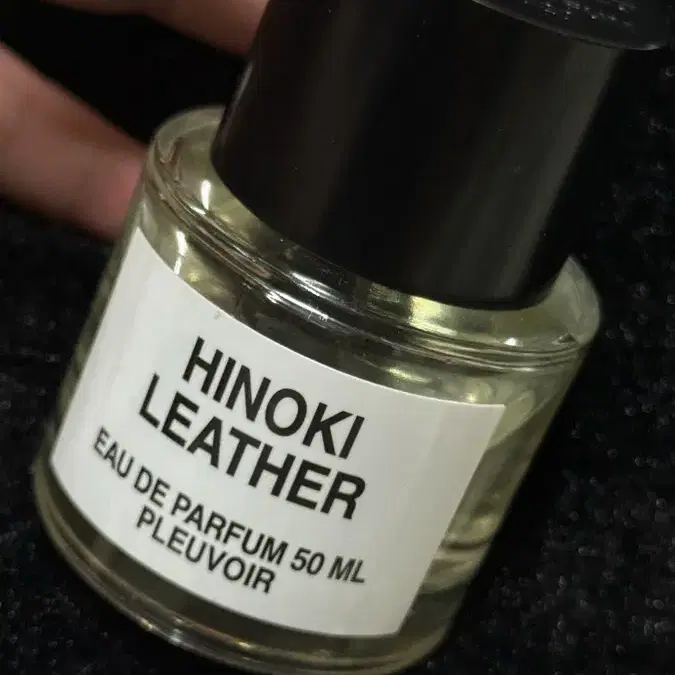 HINOKI
LEATHER
EAU DE PARFUM 50 ML
PLEUVOIR